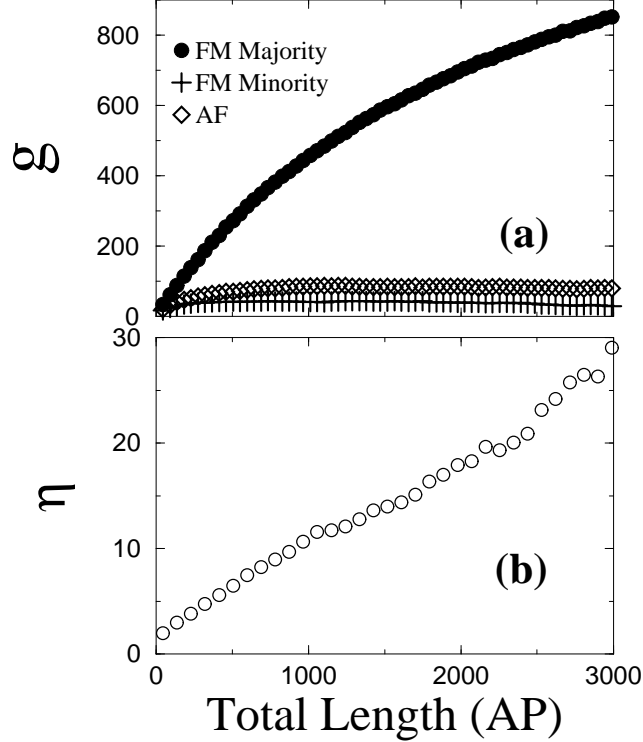 800
600
400
200
0
g
FM Majority
FM Minority
AF
(a)
30
20
10
0
η
(b)
0 1000 2000 3000
Total Length (AP)